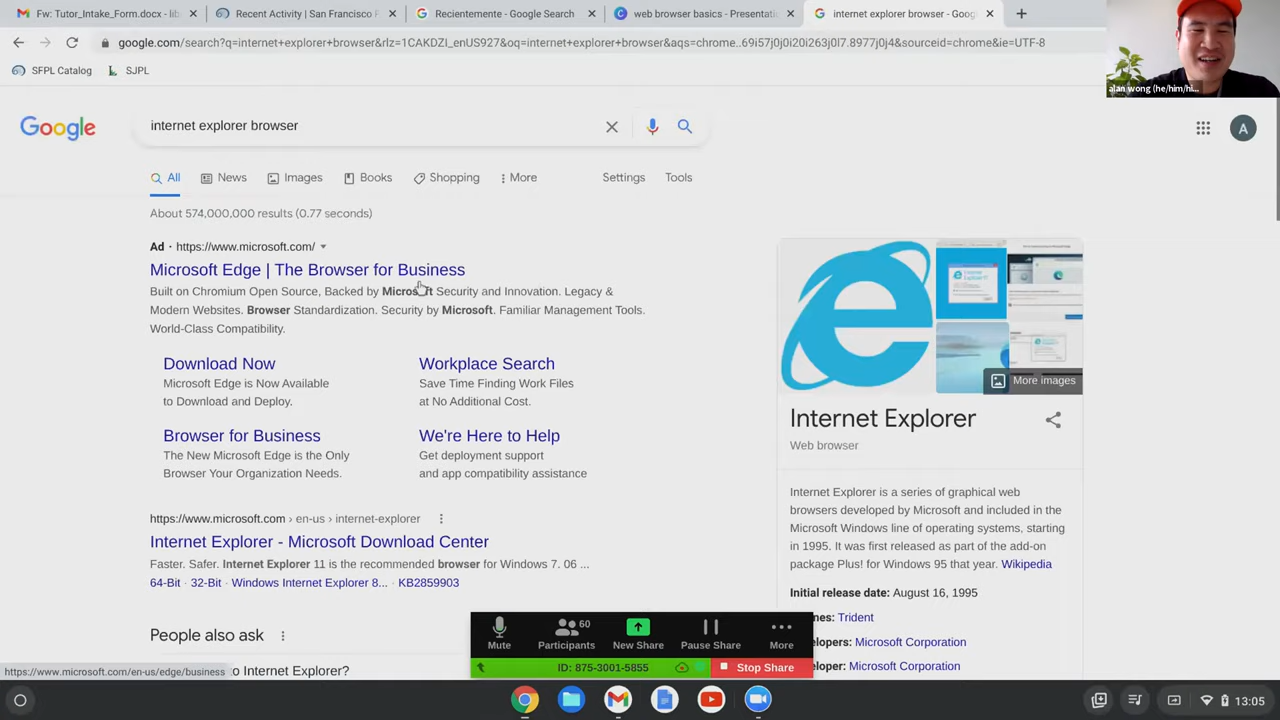 Fw: Tutor_Intake_Form.docx - lib
Recent Activity | San Francisco P
Recientemente - Google Search
web browser basics - Presentatio
internet explorer browser - Goog
google.com/search?q=internet+explorer+browser&rlz=1CAKDZI_enUS927&oq=internet+explorer+browser&aqs=chrome..69i57j0j0i20i263j0l7.8977j0j4&sourceid=chrome&ie=UTF-8
SFPL Catalog
SJPL
alan wong (he/him/hi...
Google
internet explorer browser
A
All
News
Images
Books
Shopping
More
Settings
Tools
About 574,000,000 results (0.77 seconds)
Ad · https://www.microsoft.com/
Microsoft Edge | The Browser for Business
Built on Chromium Open Source, Backed by Microsoft Security and Innovation. Legacy &
Modern Websites. Browser Standardization. Security by Microsoft. Familiar Management Tools.
World-Class Compatibility.
Download Now
Microsoft Edge is Now Available
to Download and Deploy.
Workplace Search
Save Time Finding Work Files
at No Additional Cost.
Browser for Business
The New Microsoft Edge is the Only
Browser Your Organization Needs.
We're Here to Help
Get deployment support
and app compatibility assistance
https://www.microsoft.com › en-us › internet-explorer
Internet Explorer - Microsoft Download Center
Faster. Safer. Internet Explorer 11 is the recommended browser for Windows 7. 06 ...
64-Bit · 32-Bit · Windows Internet Explorer 8... · KB2859903
People also ask
o Internet Explorer?
https://www.microsoft.com/en-us/edge/business
More images
Internet Explorer
Web browser
Internet Explorer is a series of graphical web
browsers developed by Microsoft and included in the
Microsoft Windows line of operating systems, starting
in 1995. It was first released as part of the add-on
package Plus! for Windows 95 that year. Wikipedia
Initial release date: August 16, 1995
nes: Trident
elopers: Microsoft Corporation
eloper: Microsoft Corporation
Mute
60
Participants
New Share
Pause Share
More
ID: 875-3001-5855
Stop Share
13:05